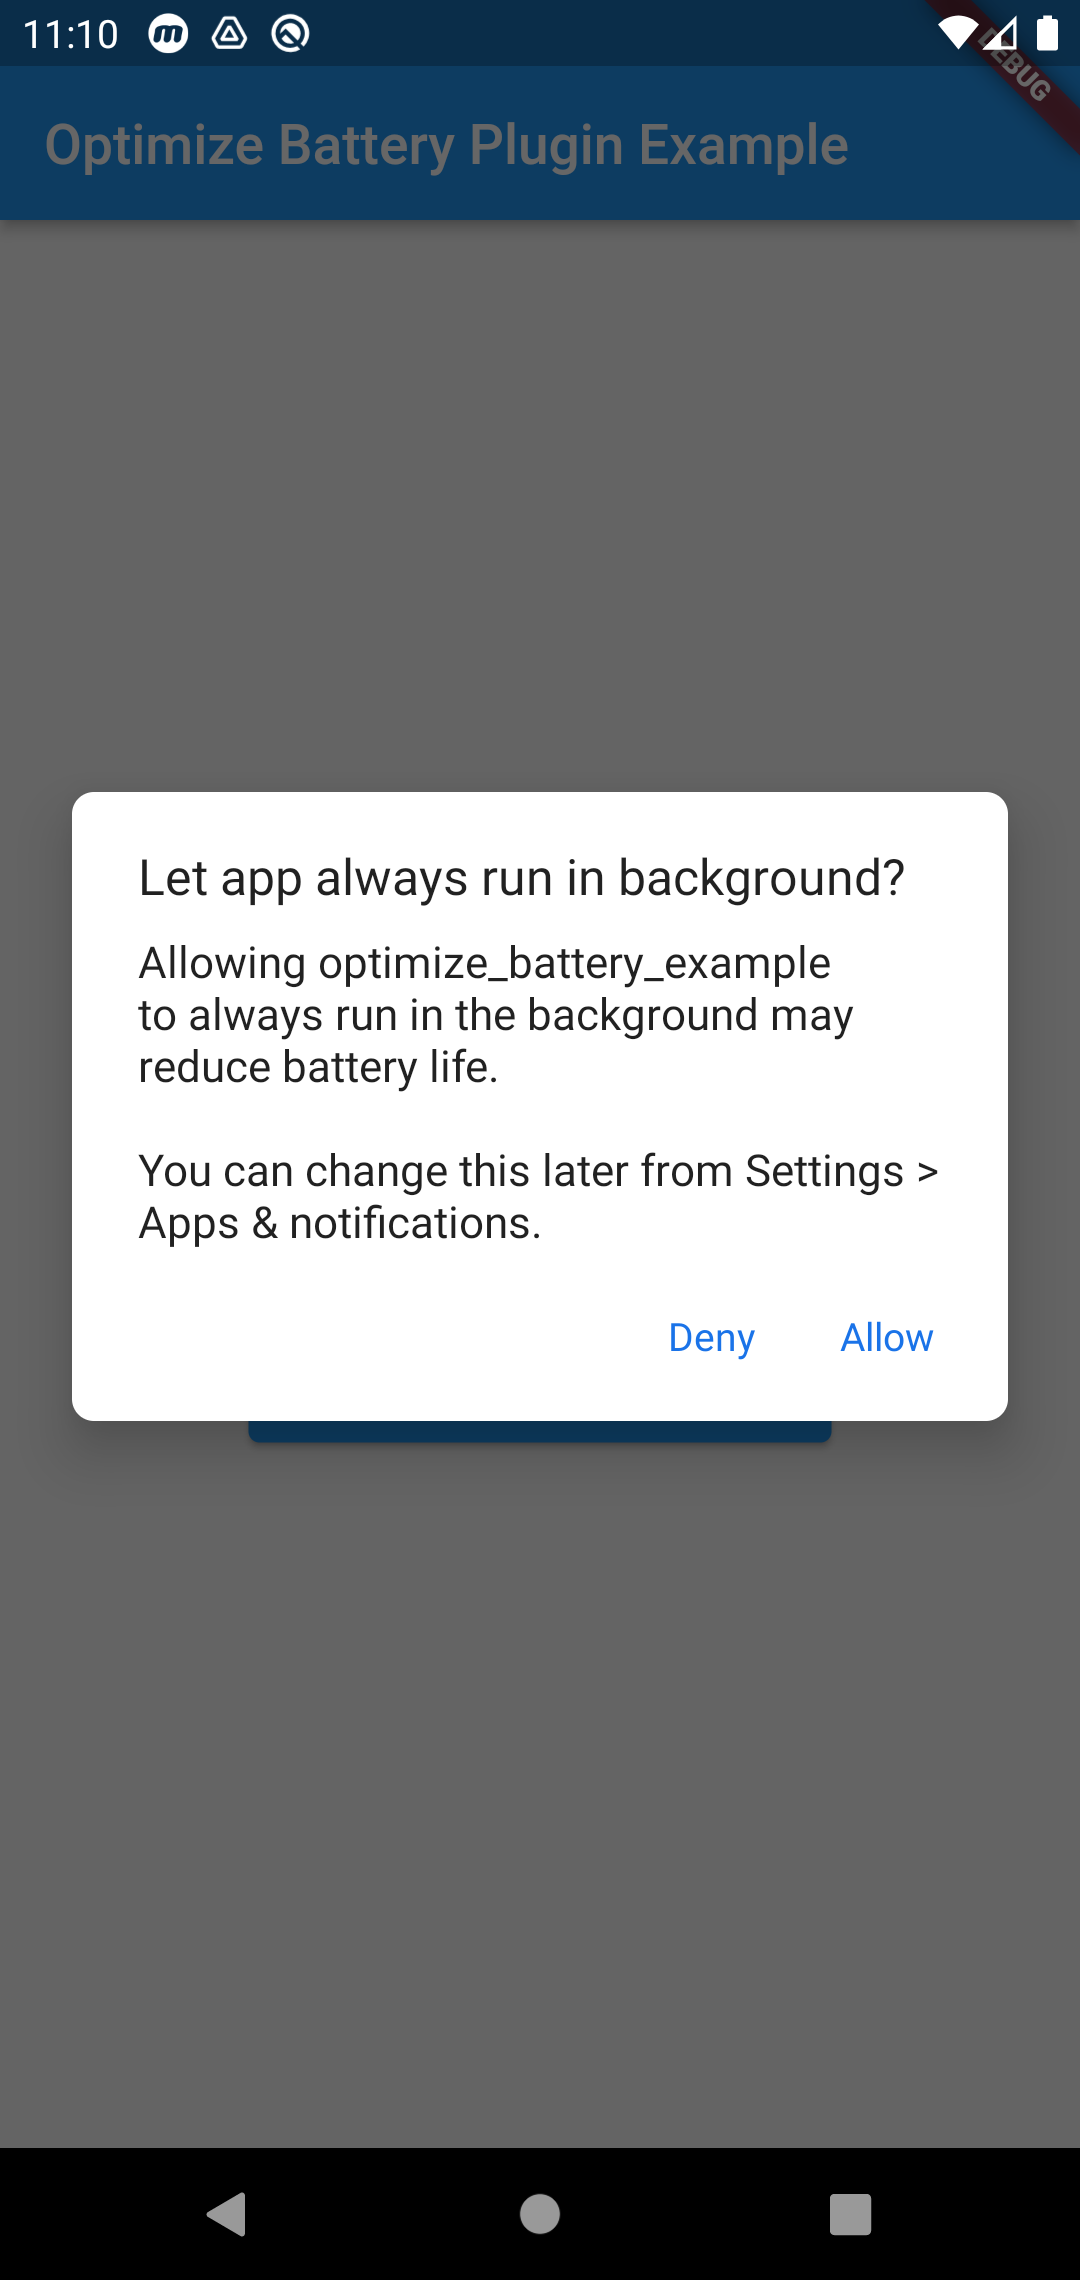 11:10
DEBUG
Optimize Battery Plugin Example
Let app always run in background?
Allowing optimize_battery_example
to always run in the background may
reduce battery life.
You can change this later from Settings >
Apps & notifications.
Deny Allow